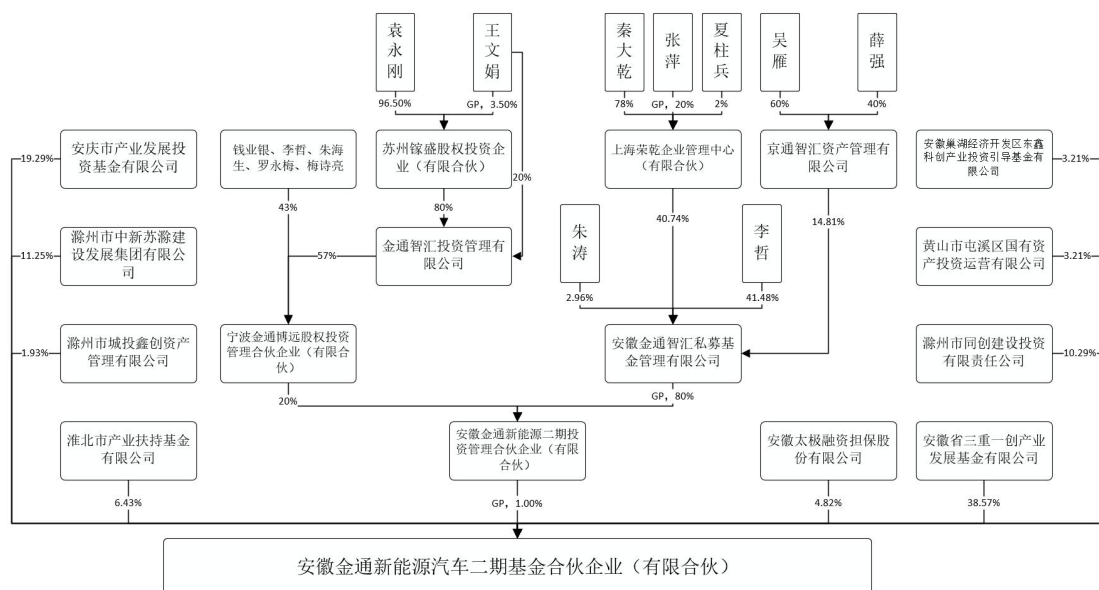 袁永刚
王文娟
秦大乾
张萍
夏柱兵
吴雁
薛强
96.50%
GP，3.50%
78%
GP，20%
2%
60%
40%
19.29%
安庆市产业发展投
资基金有限公司
钱业银、李哲、朱海
生、罗永梅、梅诗亮
苏州镓盛股权投资企
业（有限合伙）
20%
上海荣乾企业管理中心
（有限合伙）
京通智汇资产管理有
限公司
安徽巢湖经济开发区东鑫
科创产业投资引导基金有
限公司
3.21%
43%
80%
40.74%
14.81%
朱涛
李哲
11.25%
滁州市中新苏滁建
设发展集团有限公
司
57%
金通智汇投资管理有
限公司
黄山市屯溪区国有资
产投资运营有限公司
3.21%
2.96%
41.48%
1.93%
滁州市城投鑫创资产
管理有限公司
宁波金通博远股权投资
管理合伙企业（有限合
伙）
安徽金通智汇私募基
金管理有限公司
滁州市同创建设投资
有限责任公司
10.29%
20%
GP，80%
淮北市产业扶持基金
有限公司
安徽金通新能源二期投
资管理合伙企业（有限
合伙）
安徽太极融资担保股
份有限公司
安徽省三重一创产业
发展基金有限公司
6.43%
GP，1.00%
4.82%
38.57%
安徽金通新能源汽车二期基金合伙企业（有限合伙）